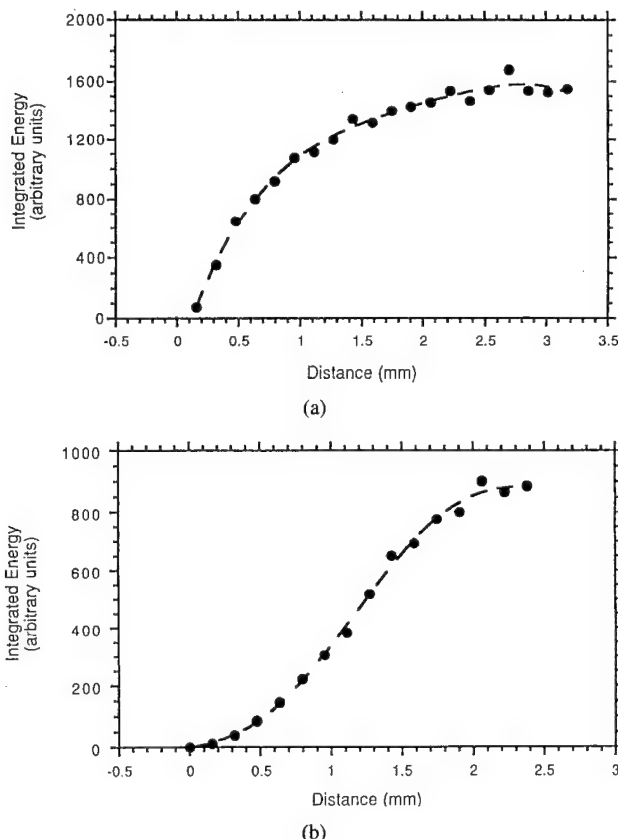 2000
1600
1200
800
400
0
Integrated Energy
(arbitrary units)
-0.5 0 0.5 1 1.5 2 2.5 3 3.5
Distance (mm)
(a)
1000
800
600
400
200
0
Integrated Energy
(arbitrary units)
-0.5 0 0.5 1 1.5 2 2.5 3
Distance (mm)
(b)